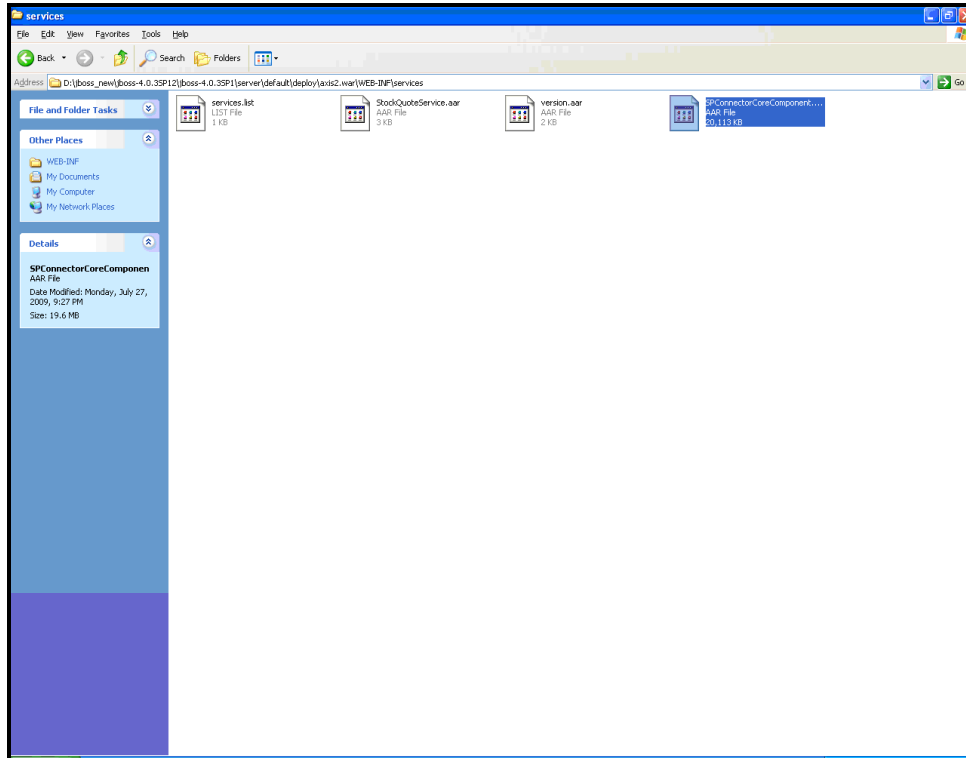 services
File Edit View Favorites Tools Help
Back Search Folders
Address D:\jboss_new\jboss-4.0.3SP12\jboss-4.0.3SP1\server\default\deploy\axis2.war\WEB-INF\services Go
File and Folder Tasks
Other Places
WEB-INF
My Documents
My Computer
My Network Places
Details
SPConnectorCoreComponen
AAR File
Date Modified: Monday, July 27,
2009, 9:27 PM
Size: 19.6 MB
services.list
LIST File
1 KB
StockQuoteService.aar
AAR File
3 KB
version.aar
AAR File
2 KB
SPConnectorCoreComponent....
AAR File
20,113 KB